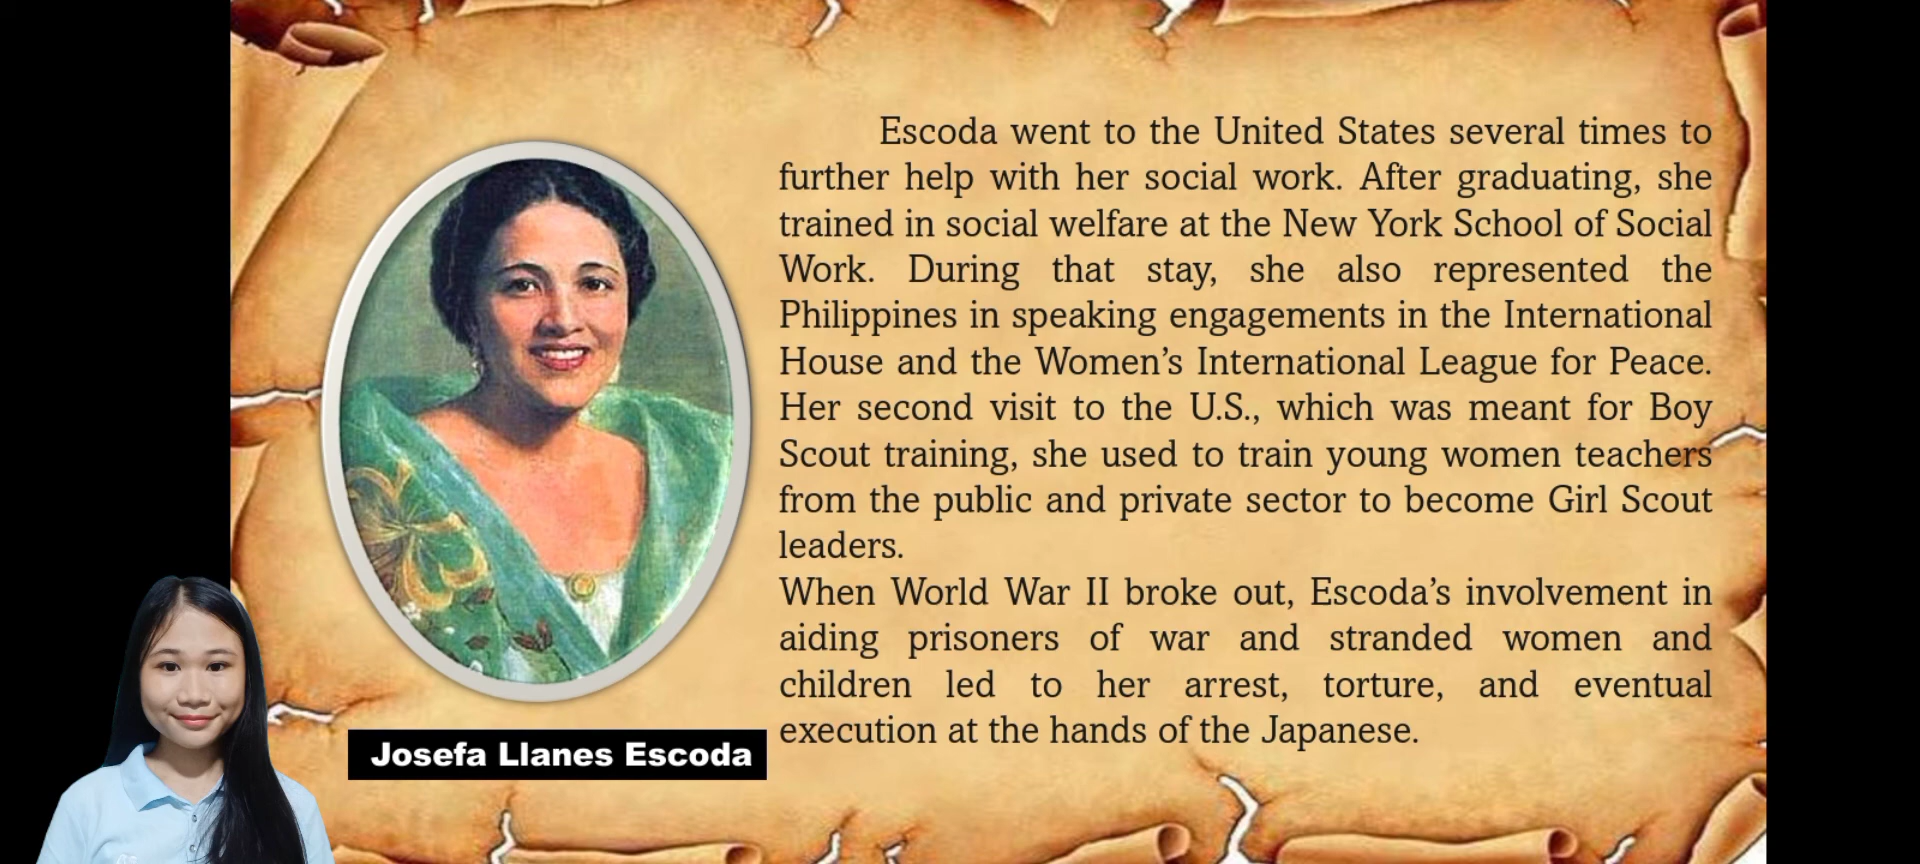 Escoda went to the United States several times to
further help with her social work. After graduating, she
trained in social welfare at the New York School of Social
Work. During that stay, she also represented the
Philippines in speaking engagements in the International
House and the Women’s International League for Peace.
Her second visit to the U.S., which was meant for Boy
Scout training, she used to train young women teachers
from the public and private sector to become Girl Scout
leaders.
When World War II broke out, Escoda’s involvement in
aiding prisoners of war and stranded women and
children led to her arrest, torture, and eventual
execution at the hands of the Japanese.
Josefa Llanes Escoda